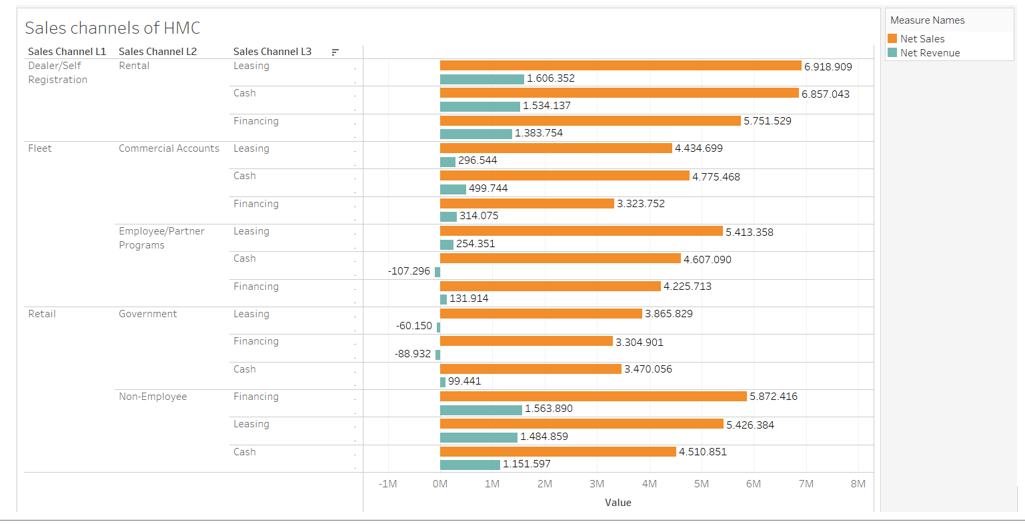 Sales channels of HMC
Measure Names
Net Sales
Net Revenue
Sales Channel L1 Sales Channel L2 Sales Channel L3
Dealer/Self Rental Leasing 6.918.909
Registration 1.606.352
Cash 6.857.043
1.534.137
Financing 5.751.529
1.383.754
Fleet Commercial Accounts Leasing 4.434.699
296.544
Cash 4.775.468
499.744
Financing 3.323.752
314.075
Employee/Partner Leasing 5.413.358
Programs 254.351
Cash 4.607.090
-107.296
Financing 4.225.713
131.914
Retail Government Leasing 3.865.829
-60.150
Financing 3.304.901
-88.932
Cash 3.470.056
99.441
Non-Employee Financing 5.872.416
1.563.890
Leasing 5.426.384
1.484.859
Cash 4.510.851
1.151.597
-1M 0M 1M 2M 3M 4M 5M 6M 7M 8M
Value